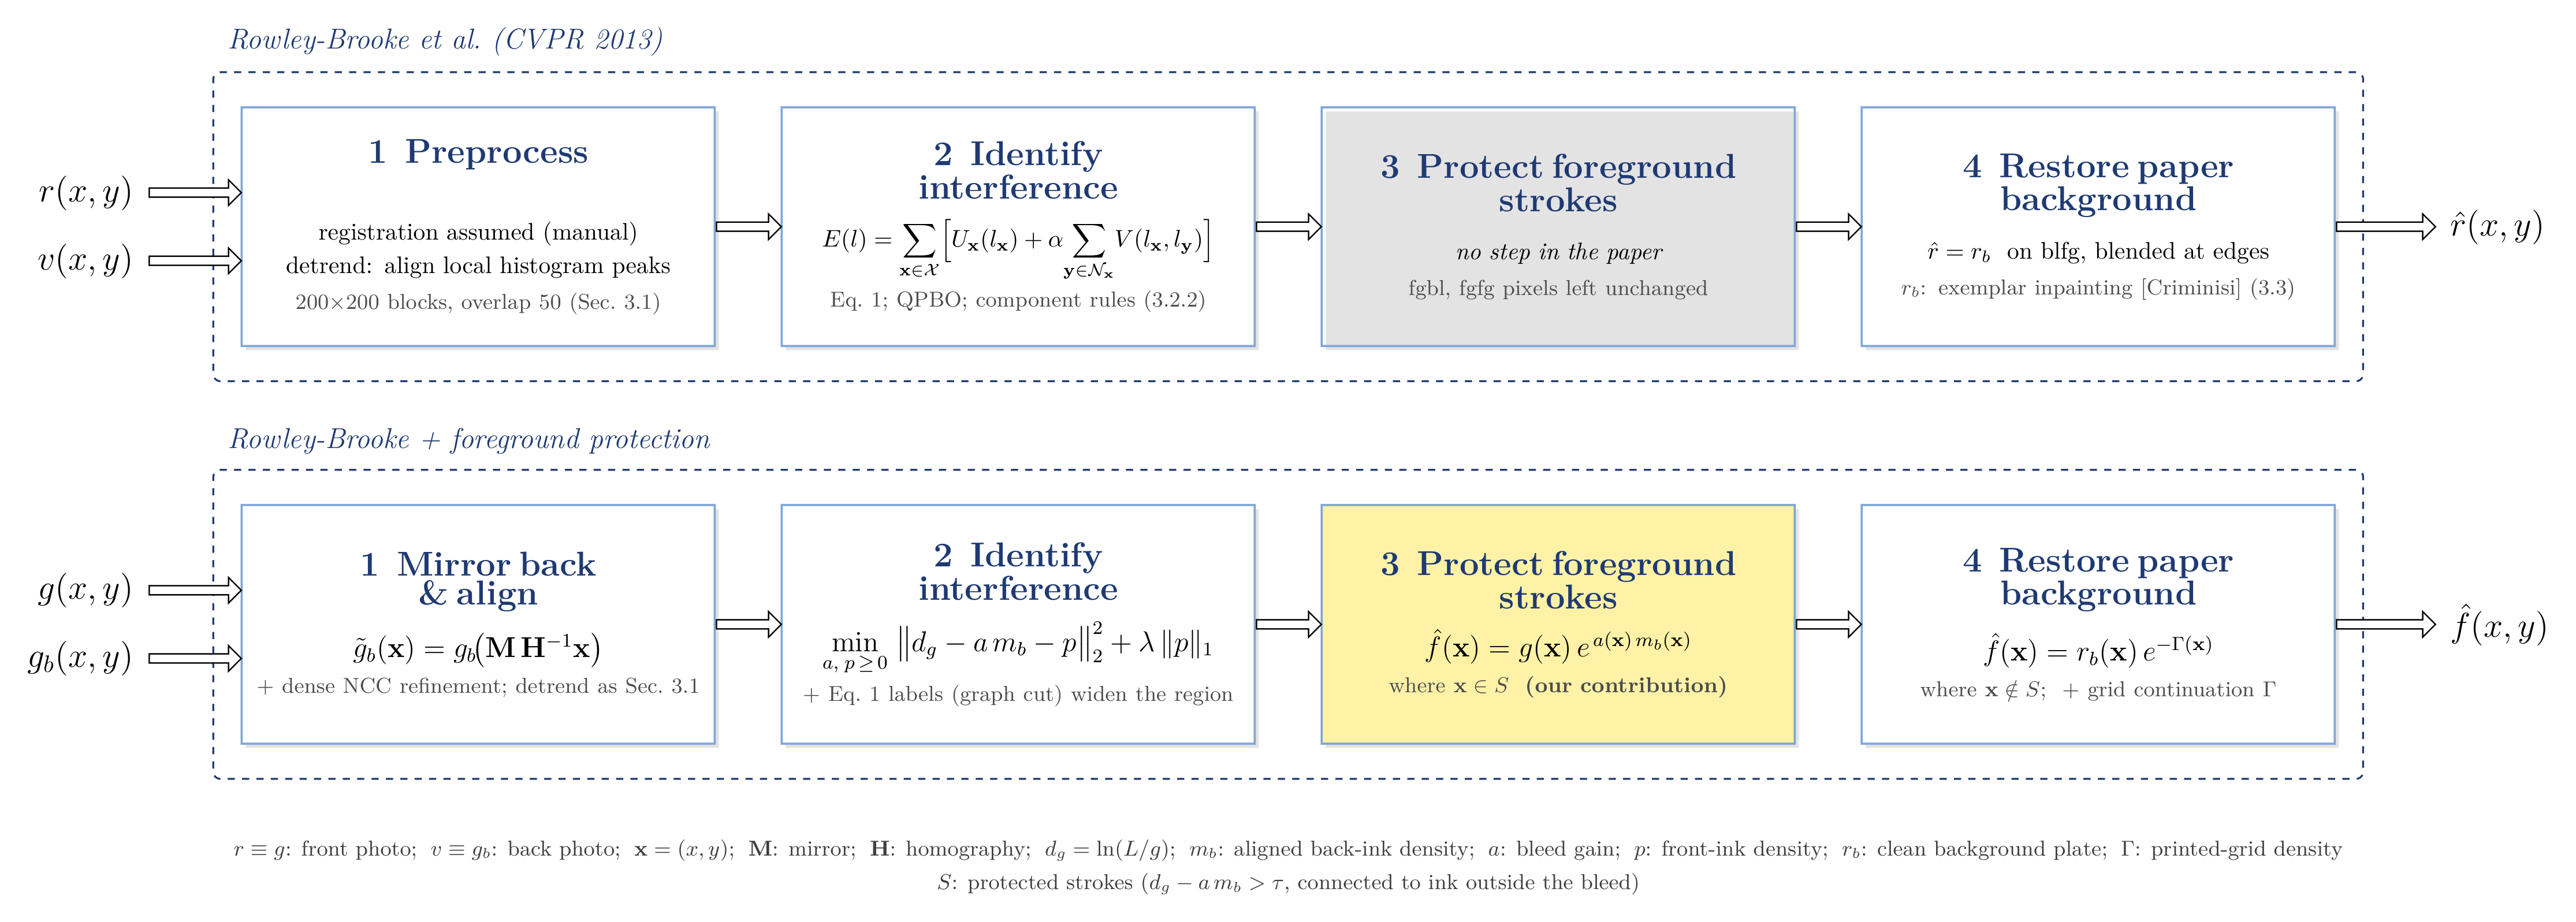 Rowley-Brooke et al. (CVPR 2013)
r(x, y)
v(x, y)
1 Preprocess
registration assumed (manual)
detrend: align local histogram peaks
200×200 blocks, overlap 50 (Sec. 3.1)
2 Identify
interference
E(l) = ∑_{𝐱∈𝒳} [U_𝐱(l_𝐱) + α ∑_{𝐲∈𝒩_𝐱} V(l_𝐱, l_𝐲)]
Eq. 1; QPBO; component rules (3.2.2)
3 Protect foreground
strokes
no step in the paper
fgbl, fgfg pixels left unchanged
4 Restore paper
background
r̂ = r_b on blfg, blended at edges
r_b: exemplar inpainting [Criminisi] (3.3)
r̂(x, y)
Rowley-Brooke + foreground protection
g(x, y)
g_b(x, y)
1 Mirror back
& align
g̃_b(𝐱) = g_b(𝐌 𝐇⁻¹𝐱)
+ dense NCC refinement; detrend as Sec. 3.1
2 Identify
interference
min_{a, p ≥ 0} ‖d_g − a m_b − p‖₂² + λ ‖p‖₁
+ Eq. 1 labels (graph cut) widen the region
3 Protect foreground
strokes
f̂(𝐱) = g(𝐱) e^{a(𝐱) m_b(𝐱)}
where 𝐱 ∈ S (our contribution)
4 Restore paper
background
f̂(𝐱) = r_b(𝐱) e^{−Γ(𝐱)}
where 𝐱 ∉ S; + grid continuation Γ
f̂(x, y)
r ≡ g: front photo; v ≡ g_b: back photo; 𝐱 = (x, y); 𝐌: mirror; 𝐇: homography; d_g = ln(L/g); m_b: aligned back-ink density; a: bleed gain; p: front-ink density; r_b: clean background plate; Γ: printed-grid density
S: protected strokes (d_g − a m_b > τ, connected to ink outside the bleed)